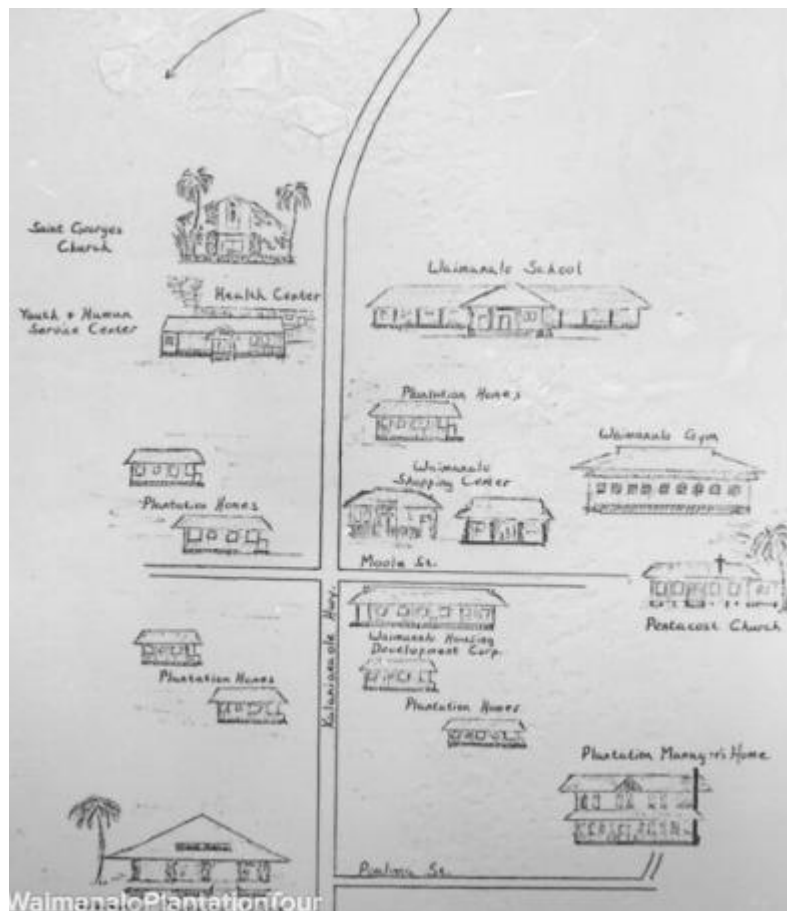 Saint Georges
Church
Health Center
Youth + Human
Service Center
Waimanalo School
Plantation Homes
Waimanalo Gym
Waimanalo
Shopping Center
Plantation Homes
Moole St.
Pentacost Church
Kalanianaole Hwy.
Waimanalo Housing
Development Corp.
Plantation Homes
Plantation Homes
Plantation Manager's Home
Poalima St.
WaimanaloPlantationTour